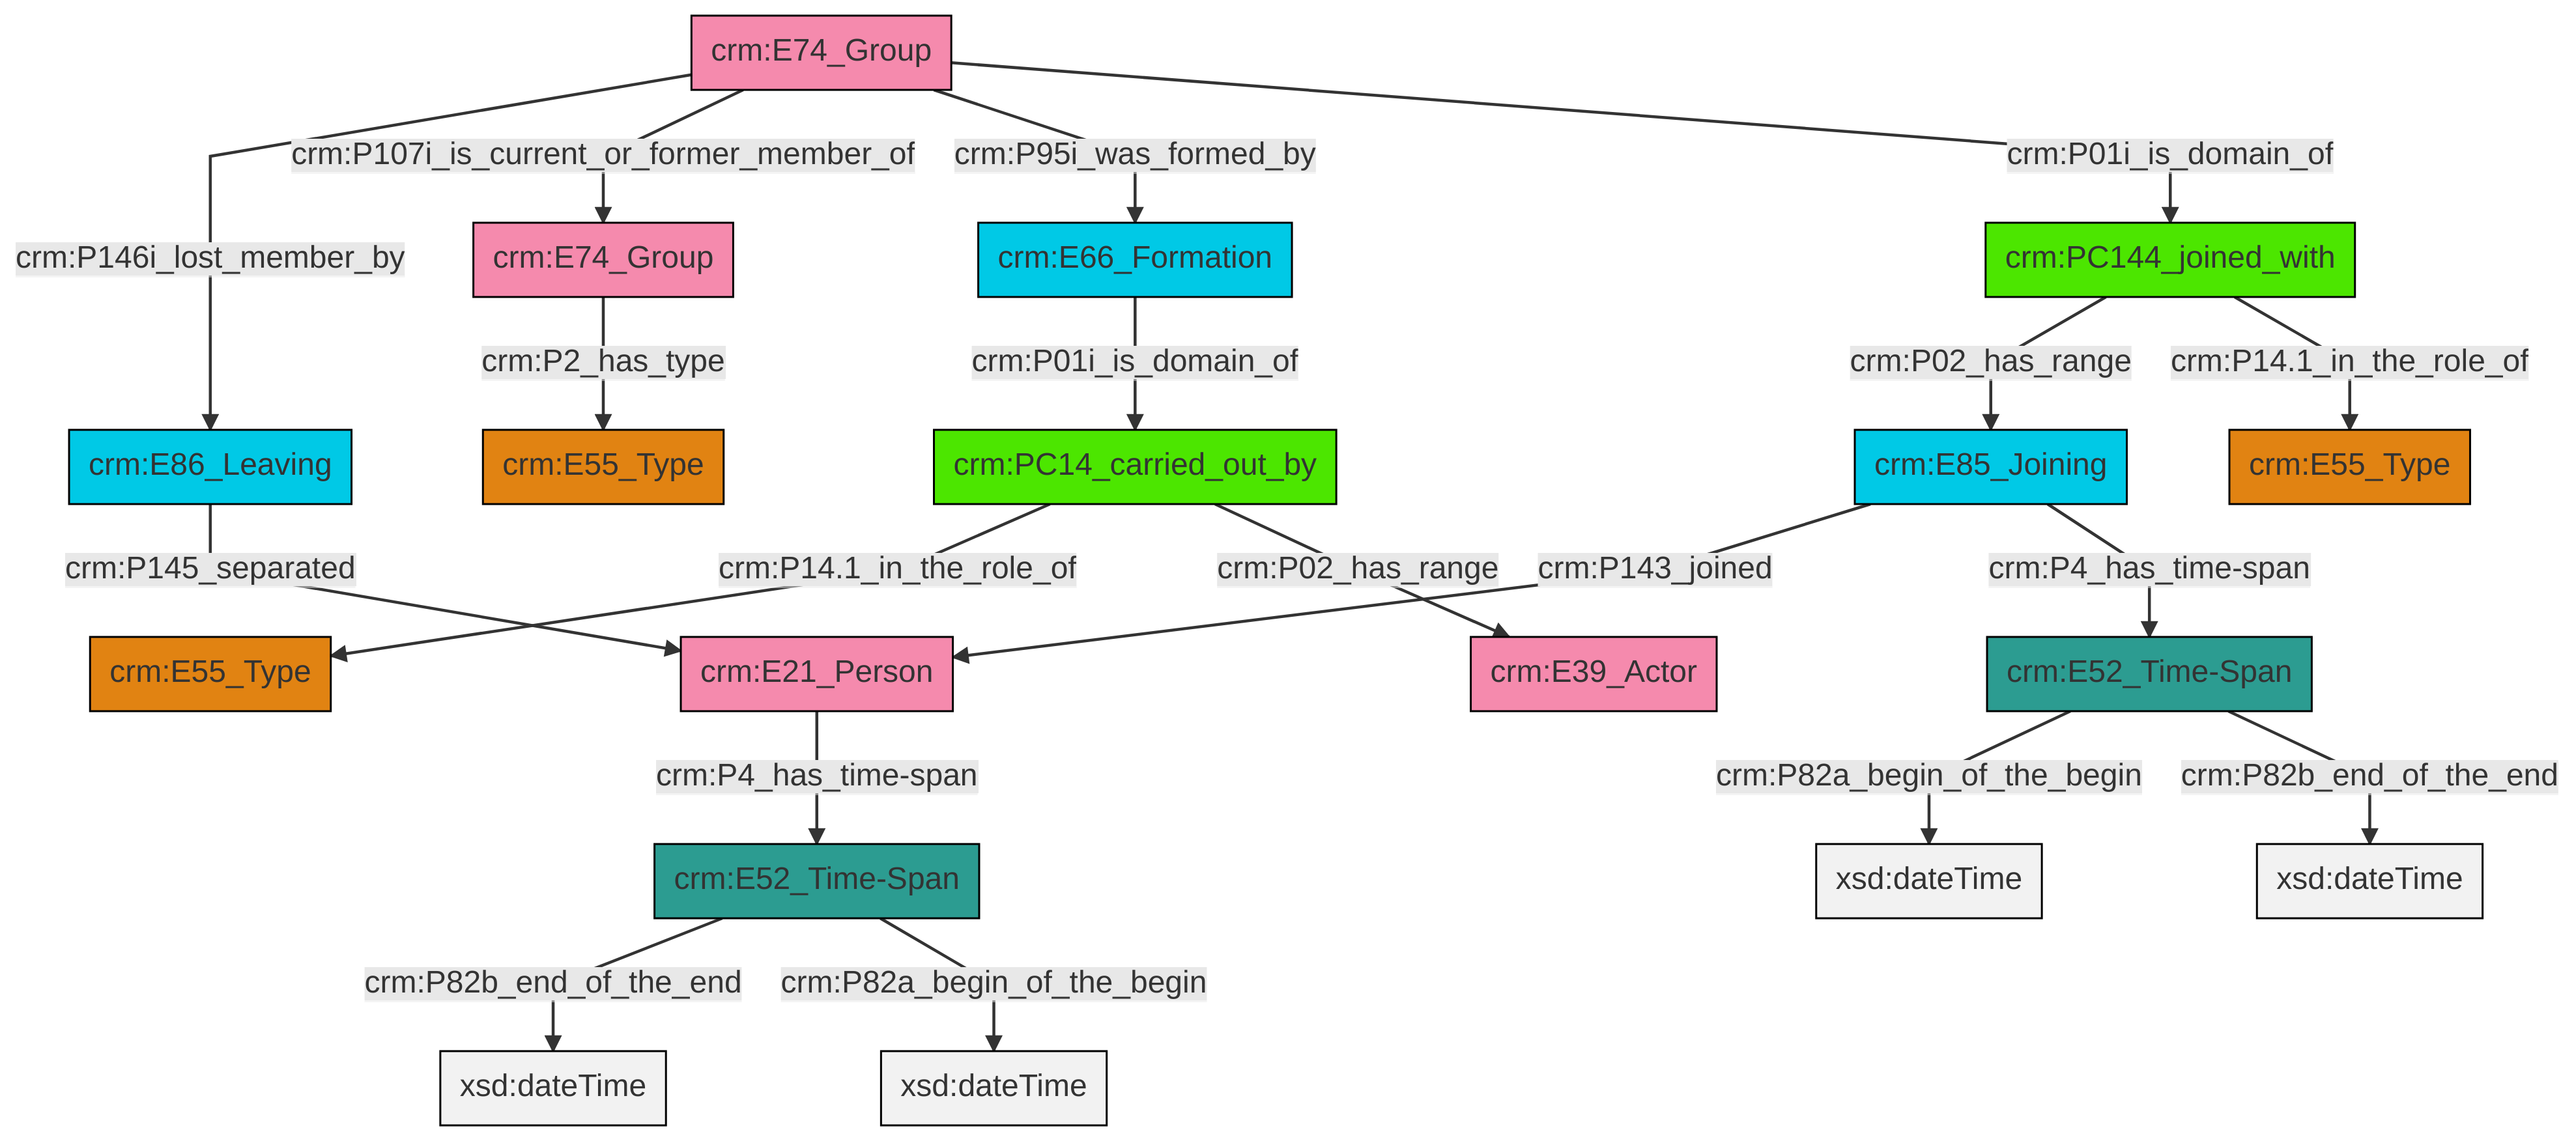 crm:E74_Group
crm:P107i_is_current_or_former_member_of
crm:P95i_was_formed_by
crm:P01i_is_domain_of
crm:P146i_lost_member_by
crm:E74_Group
crm:E66_Formation
crm:PC144_joined_with
crm:P2_has_type
crm:P01i_is_domain_of
crm:P02_has_range
crm:P14.1_in_the_role_of
crm:E86_Leaving
crm:E55_Type
crm:PC14_carried_out_by
crm:E85_Joining
crm:E55_Type
crm:P145_separated
crm:P14.1_in_the_role_of
crm:P02_has_range
crm:P143_joined
crm:P4_has_time-span
crm:E55_Type
crm:E21_Person
crm:E39_Actor
crm:E52_Time-Span
crm:P4_has_time-span
crm:P82a_begin_of_the_begin
crm:P82b_end_of_the_end
crm:E52_Time-Span
xsd:dateTime
xsd:dateTime
crm:P82b_end_of_the_end
crm:P82a_begin_of_the_begin
xsd:dateTime
xsd:dateTime